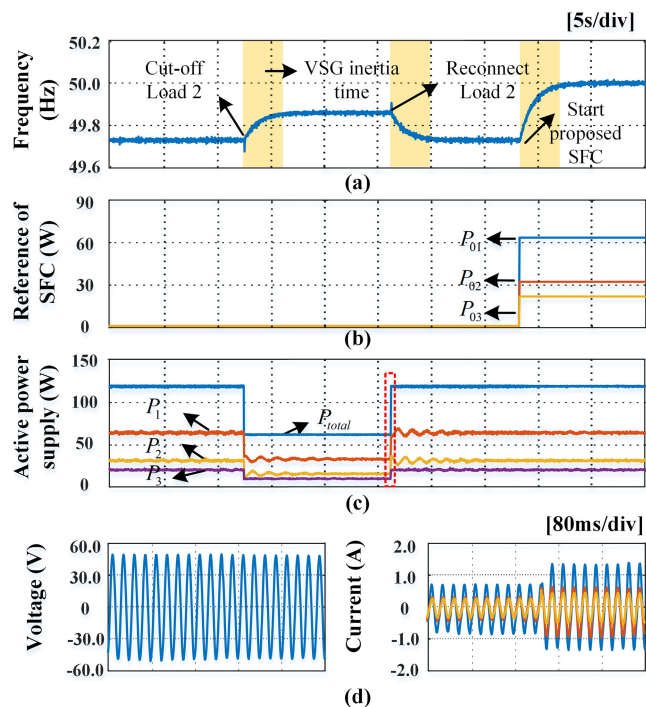 [5s/div]
Frequency (Hz)
50.2
50.0
49.8
49.6
Cut-off Load 2
VSG inertia time
Reconnect Load 2
Start proposed SFC
(a)
Reference of SFC (W)
90
60
30
0
P01
P02
P03
(b)
Active power supply (W)
150
100
50
0
P1
P2
P3
Ptotal
(c)
[80ms/div]
Voltage (V)
60.0
30.0
0
-30.0
-60.0
Current (A)
2.0
1.0
0
-1.0
-2.0
(d)